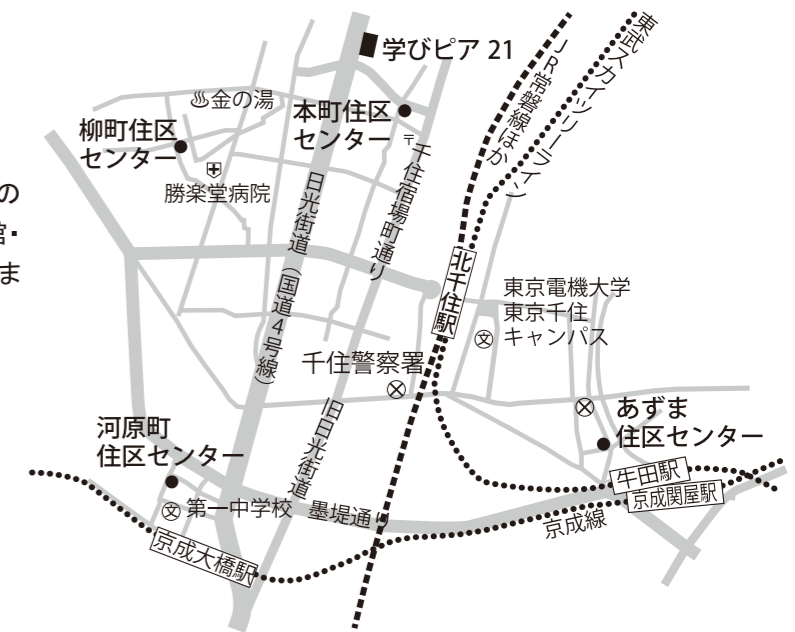 学びピア 21
金の湯
本町住区
センター
柳町住区
センター
〒
勝楽堂病院
の
館・
ま
日光街道（国道4号線）
千住宿場町通り
JR常磐線ほか
東武スカイツリーライン
北千住駅
東京電機大学
東京千住
キャンパス
文
千住警察署
旧日光街道
あずま
住区センター
河原町
住区センター
文
第一中学校
墨堤通り
牛田駅
京成関屋駅
京成線
京成大橋駅